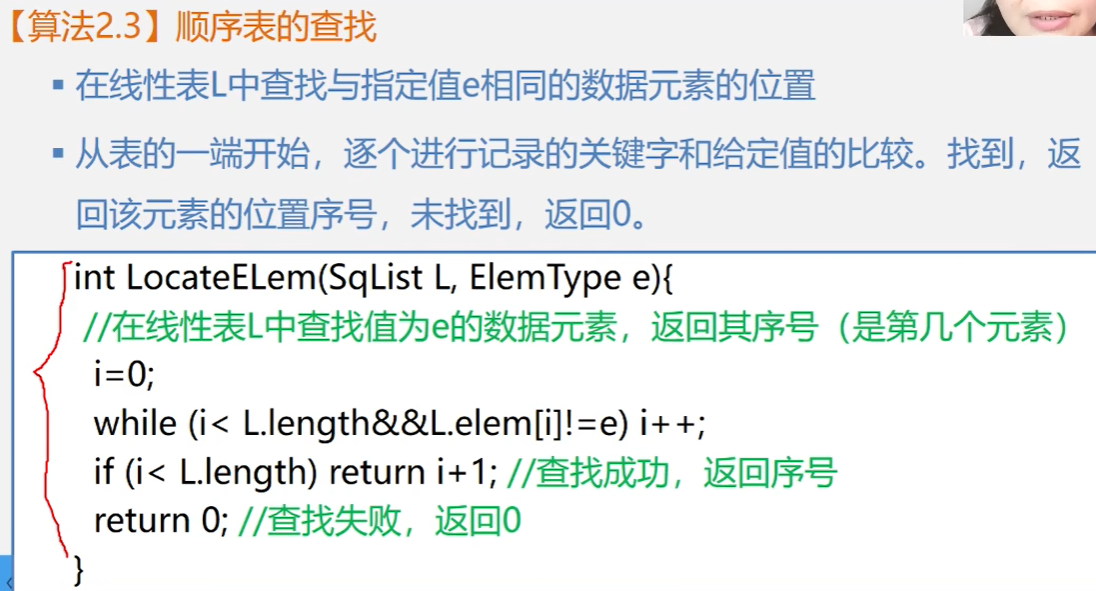 【算法2.3】顺序表的查找
▪ 在线性表L中查找与指定值e相同的数据元素的位置
▪ 从表的一端开始，逐个进行记录的关键字和给定值的比较。找到，返
回该元素的位置序号，未找到，返回0。
int LocateELem(SqList L, ElemType e){
//在线性表L中查找值为e的数据元素，返回其序号（是第几个元素）
i=0;
while (i< L.length&&L.elem[i]!=e) i++;
if (i< L.length) return i+1; //查找成功，返回序号
return 0; //查找失败，返回0
}